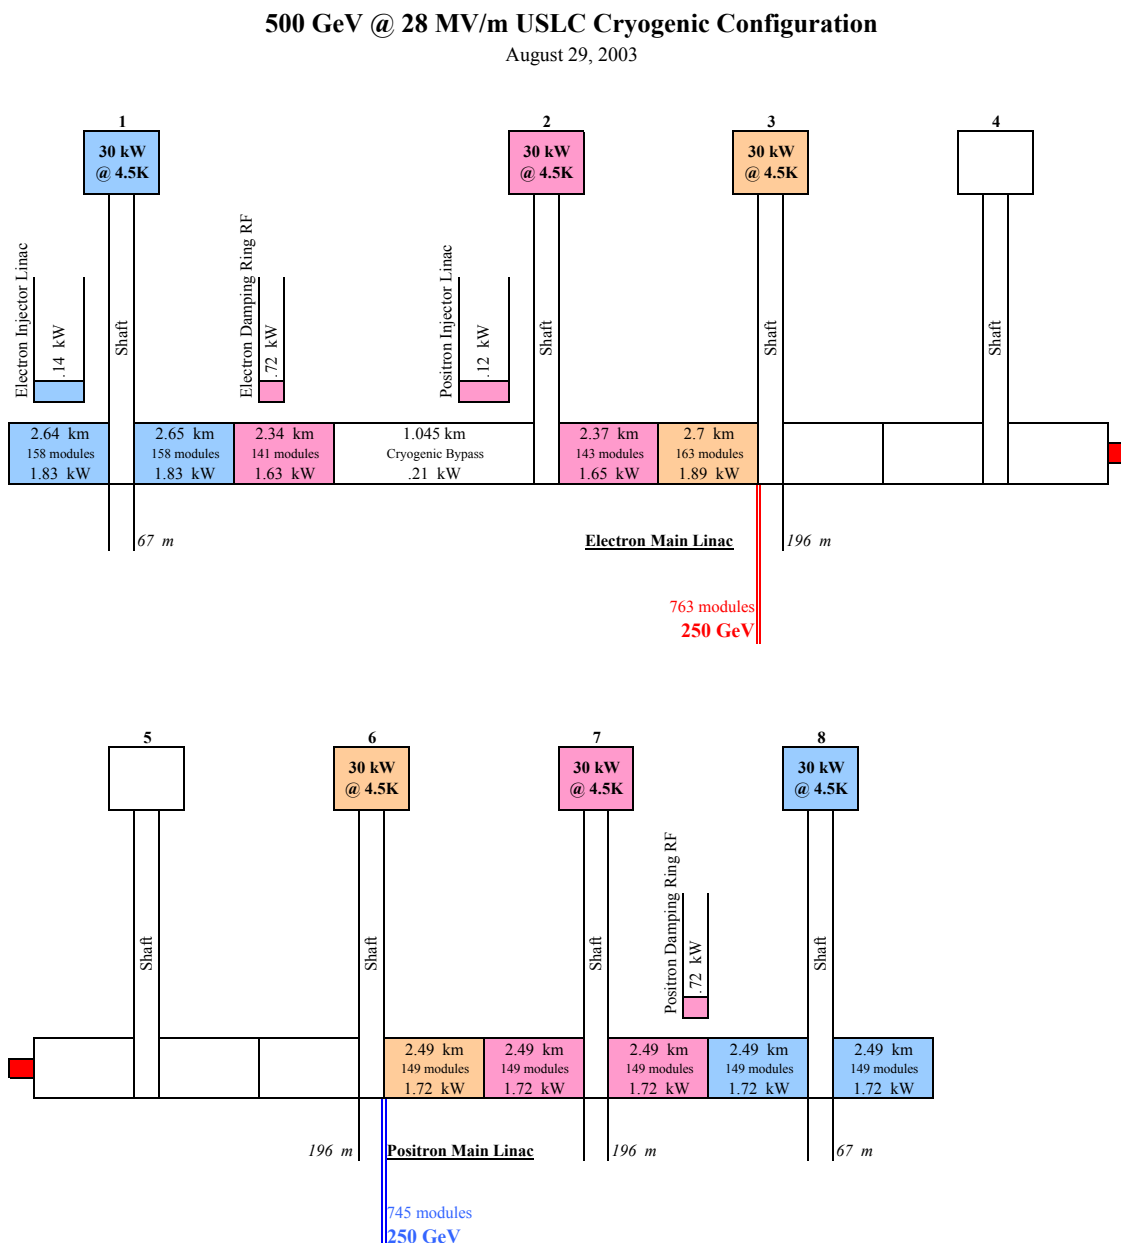 500 GeV @ 28 MV/m USLC Cryogenic Configuration
August 29, 2003
1
2
3
4
30 kW
@ 4.5K
30 kW
@ 4.5K
30 kW
@ 4.5K
Electron Injector Linac
.14 kW
Shaft
Electron Damping Ring RF
.72 kW
Positron Injector Linac
.12 kW
Shaft
Shaft
Shaft
2.64 km
158 modules
1.83 kW
2.65 km
158 modules
1.83 kW
2.34 km
141 modules
1.63 kW
1.045 km
Cryogenic Bypass
.21 kW
2.37 km
143 modules
1.65 kW
2.7 km
163 modules
1.89 kW
67 m
Electron Main Linac
196 m
763 modules
250 GeV
5
6
7
8
30 kW
@ 4.5K
30 kW
@ 4.5K
30 kW
@ 4.5K
Shaft
Shaft
Shaft
Positron Damping Ring RF
.72 kW
Shaft
2.49 km
149 modules
1.72 kW
2.49 km
149 modules
1.72 kW
2.49 km
149 modules
1.72 kW
2.49 km
149 modules
1.72 kW
2.49 km
149 modules
1.72 kW
196 m
Positron Main Linac
196 m
67 m
745 modules
250 GeV